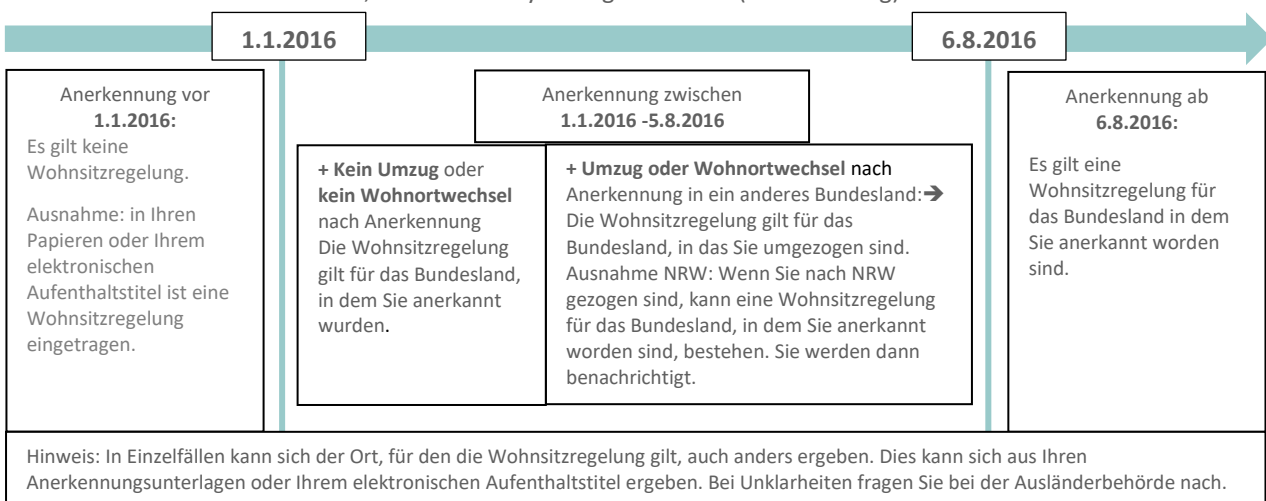 1.1.2016
6.8.2016
Anerkennung vor
1.1.2016:
Es gilt keine
Wohnsitzregelung.
Ausnahme: in Ihren
Papieren oder Ihrem
elektronischen
Aufenthaltstitel ist eine
Wohnsitzregelung
eingetragen.
Anerkennung zwischen
1.1.2016 -5.8.2016
+ Kein Umzug oder
kein Wohnortwechsel
nach Anerkennung
Die Wohnsitzregelung
gilt für das Bundesland,
in dem Sie anerkannt
wurden.
+ Umzug oder Wohnortwechsel nach
Anerkennung in ein anderes Bundesland:➔
Die Wohnsitzregelung gilt für das
Bundesland, in das Sie umgezogen sind.
Ausnahme NRW: Wenn Sie nach NRW
gezogen sind, kann eine Wohnsitzregelung
für das Bundesland, in dem Sie anerkannt
worden sind, bestehen. Sie werden dann
benachrichtigt.
Anerkennung ab
6.8.2016:
Es gilt eine
Wohnsitzregelung für
das Bundesland in dem
Sie anerkannt worden
sind.
Hinweis: In Einzelfällen kann sich der Ort, für den die Wohnsitzregelung gilt, auch anders ergeben. Dies kann sich aus Ihren
Anerkennungsunterlagen oder Ihrem elektronischen Aufenthaltstitel ergeben. Bei Unklarheiten fragen Sie bei der Ausländerbehörde nach.